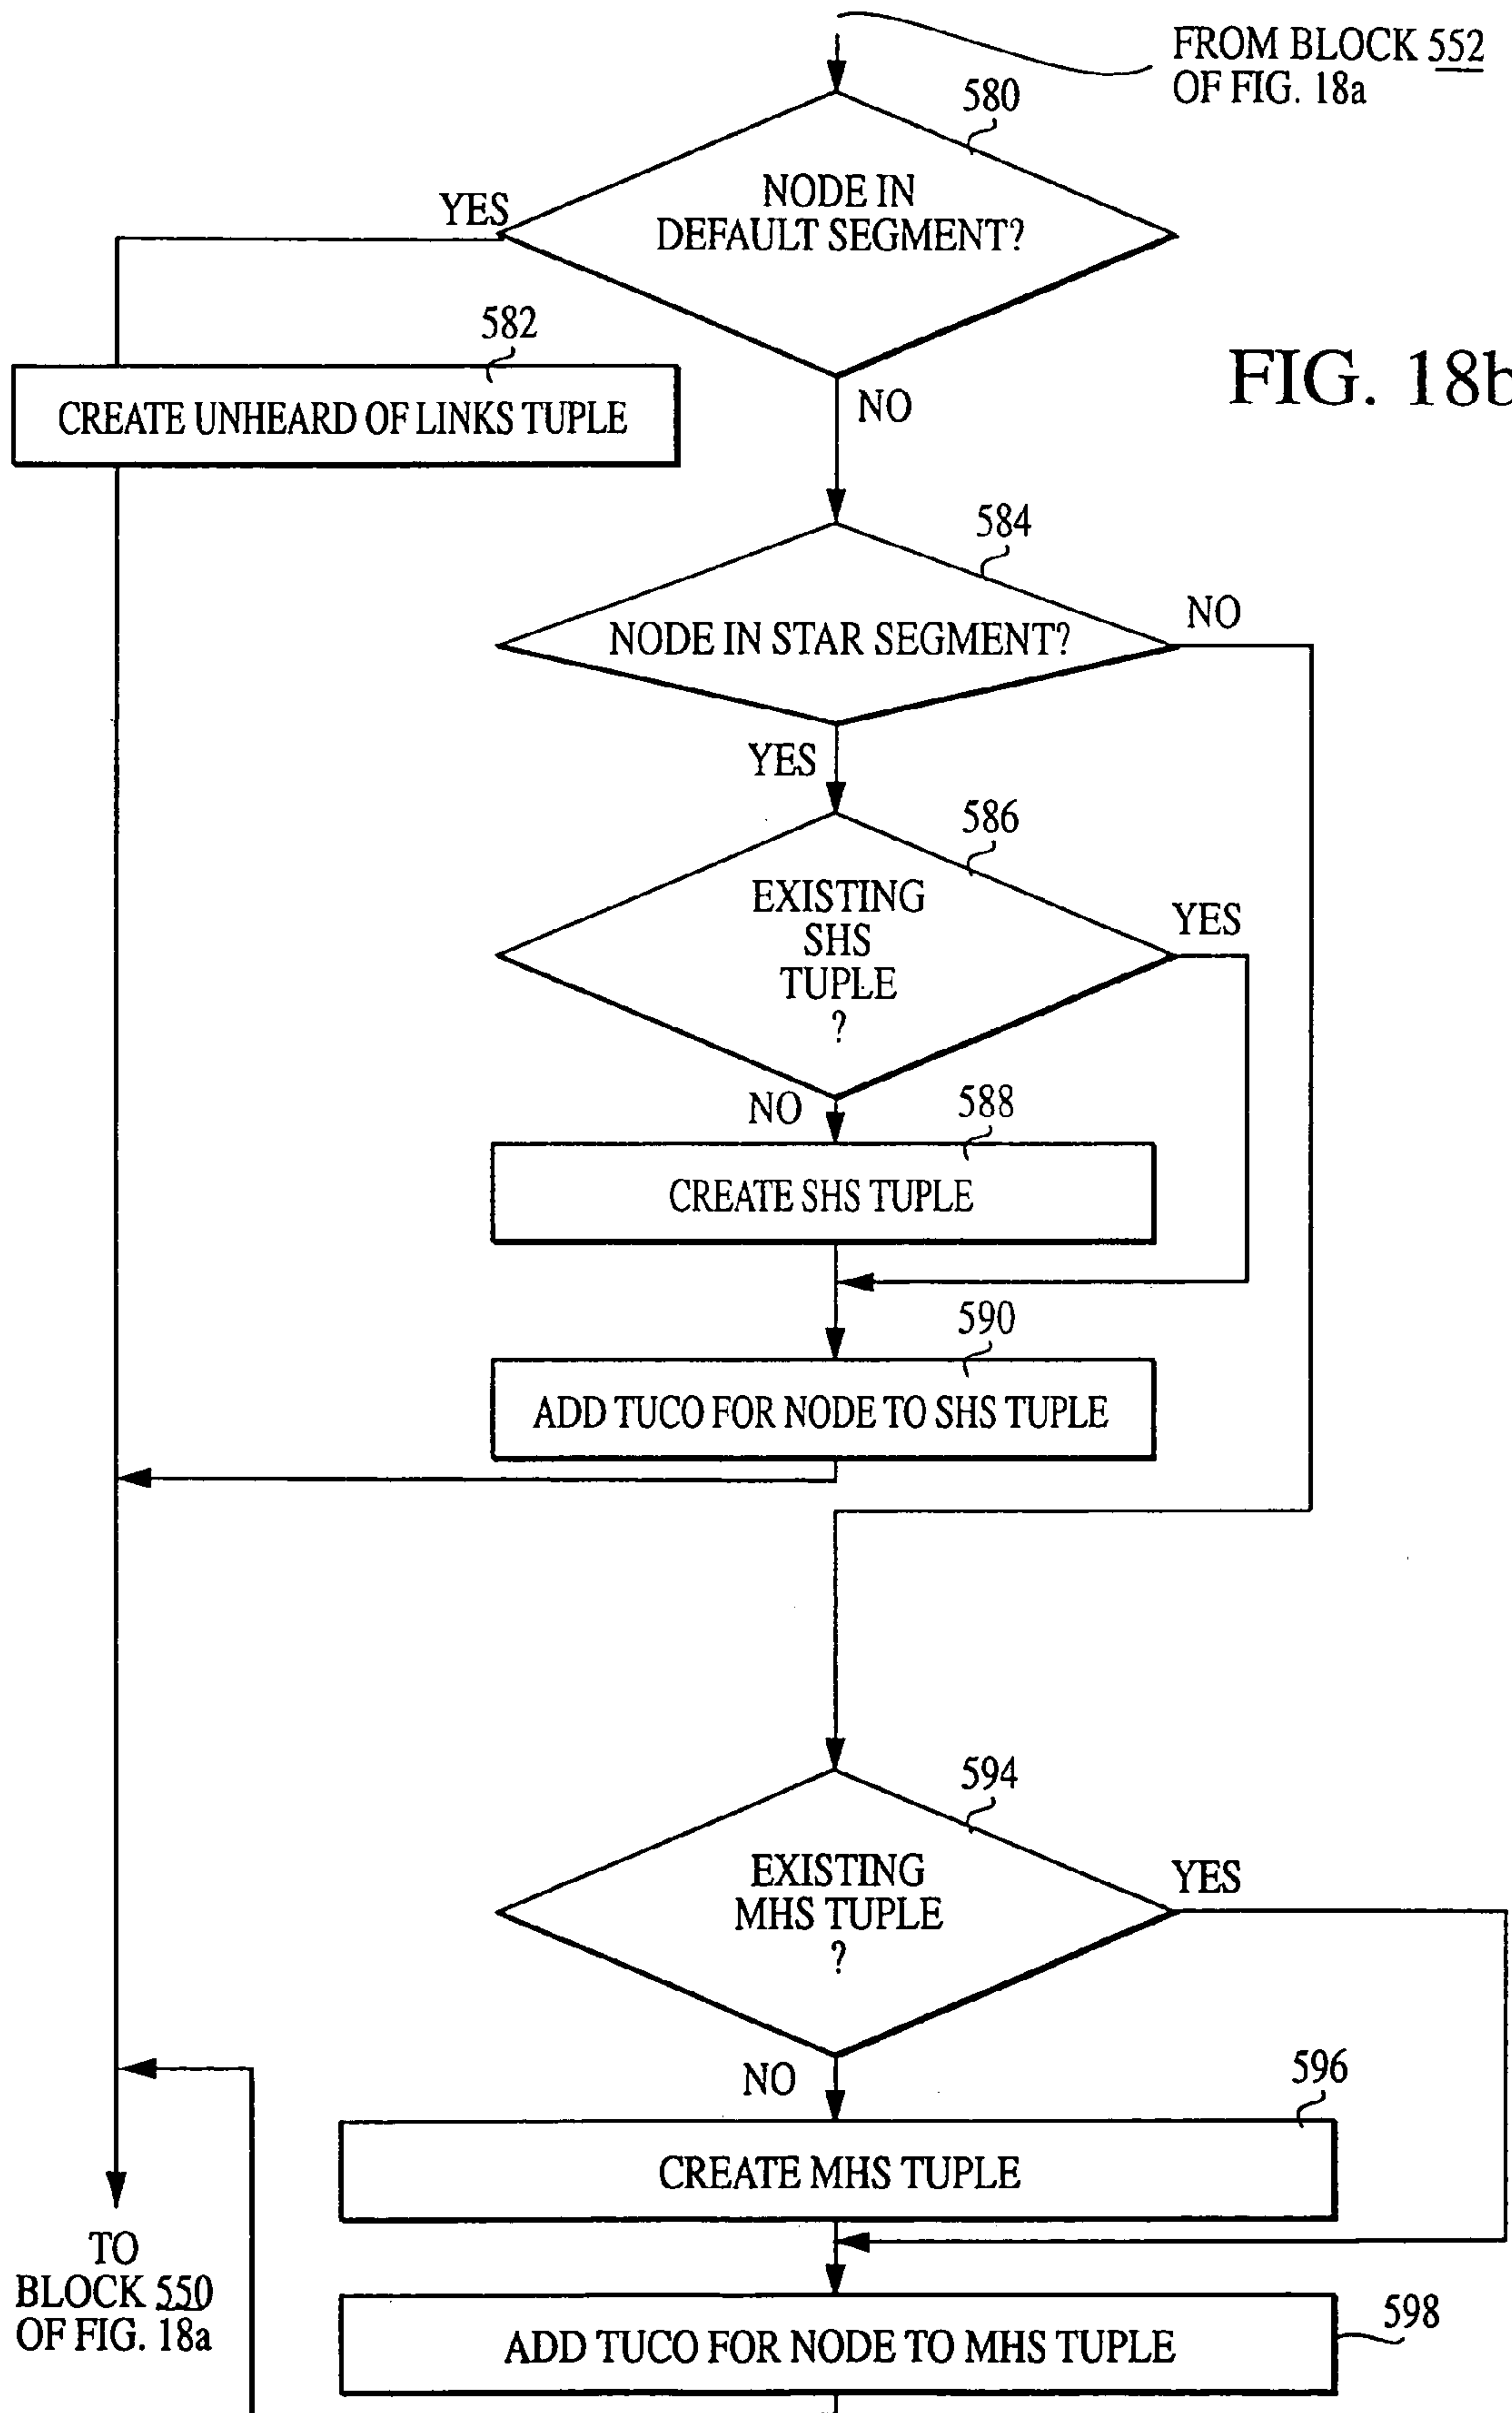 FROM BLOCK 552
OF FIG. 18a
580
NODE IN
DEFAULT SEGMENT?
YES
582
CREATE UNHEARD OF LINKS TUPLE
NO
FIG. 18b
584
NODE IN STAR SEGMENT?
NO
YES
586
EXISTING
SHS
TUPLE
?
YES
NO
588
CREATE SHS TUPLE
590
ADD TUCO FOR NODE TO SHS TUPLE
594
EXISTING
MHS TUPLE
?
YES
NO
596
CREATE MHS TUPLE
TO
BLOCK 550
OF FIG. 18a
598
ADD TUCO FOR NODE TO MHS TUPLE